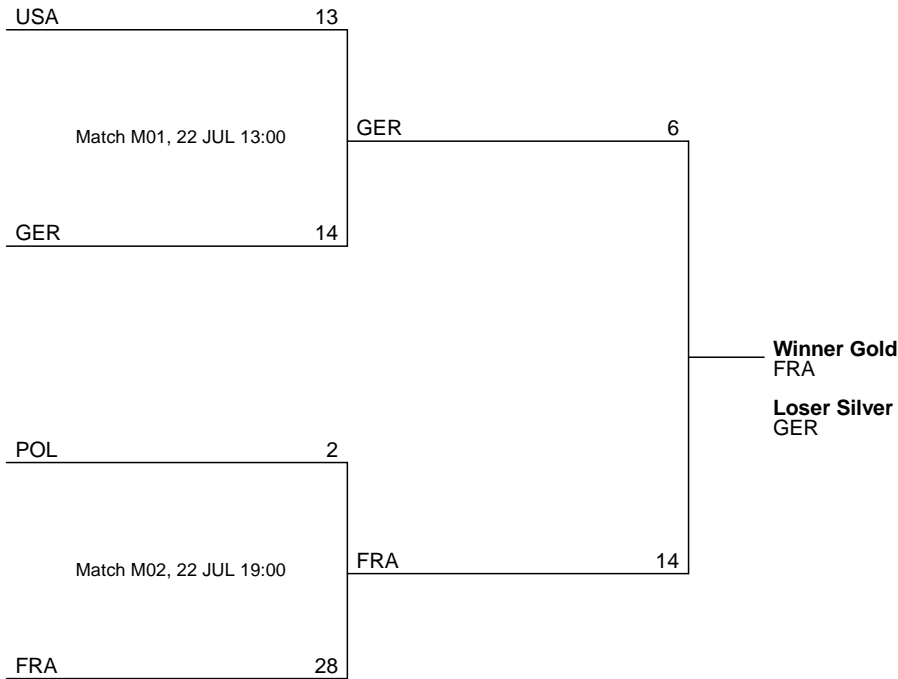 USA 13
Match M01, 22 JUL 13:00
GER 14
GER 6
Winner Gold
FRA
Loser Silver
GER
POL 2
Match M02, 22 JUL 19:00
FRA 28
FRA 14